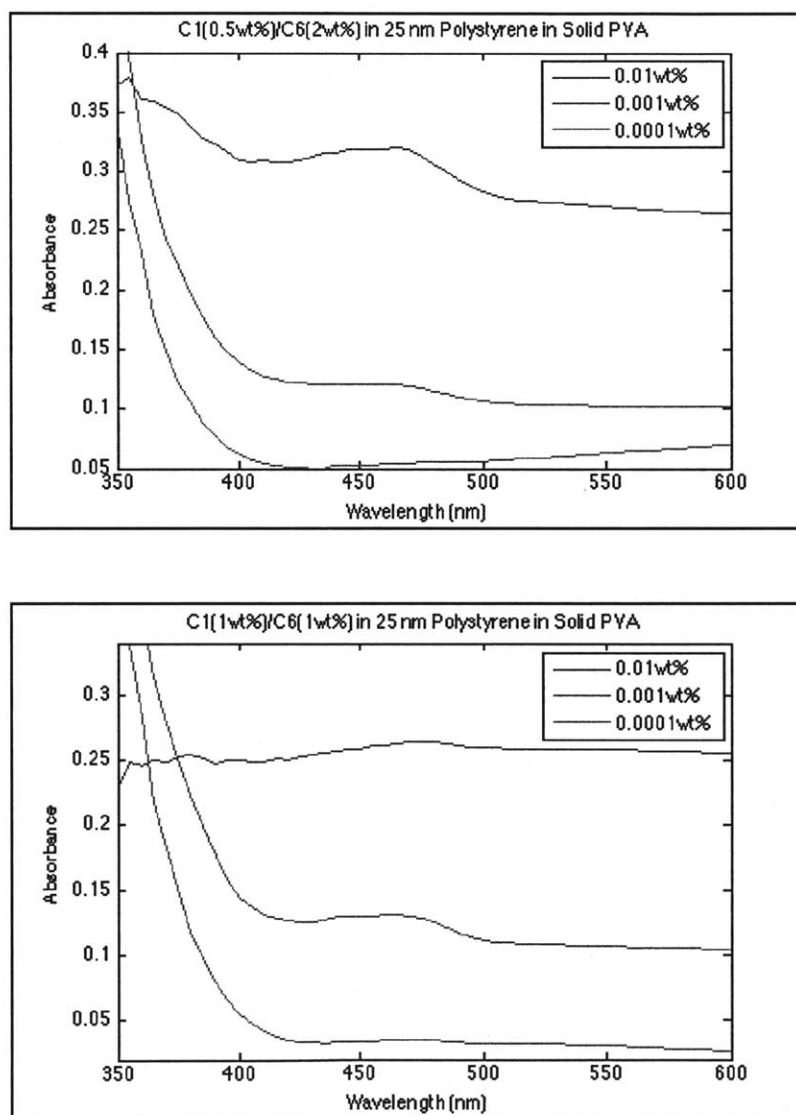 C1(0.5wt%)/C6(2wt%) in 25 nm Polystyrene in Solid PVA
0.4
0.35
0.3
0.25
0.2
0.15
0.1
0.05
Absorbance
0.01wt%
0.001wt%
0.0001wt%
350
400
450
500
550
600
Wavelength (nm)
C1(1wt%)/C6(1wt%) in 25 nm Polystyrene in Solid PVA
0.3
0.25
0.2
0.15
0.1
0.05
Absorbance
0.01wt%
0.001wt%
0.0001wt%
350
400
450
500
550
600
Wavelength (nm)